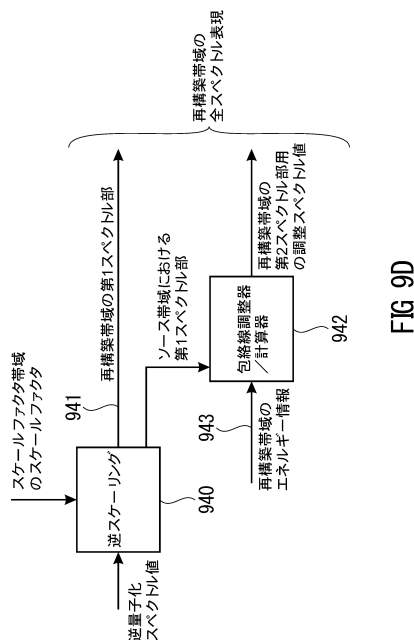 再構築帯域の
全スペクトル表現
スケールファクタ帯域
のスケールファクタ
941
再構築帯域の第1スペクトル部
ソース帯域における
第1スペクトル部
逆量子化
スペクトル値
逆スケーリング
940
943
再構築帯域の
エネルギー情報
包絡線調整器
／計算器
942
再構築帯域の
第2スペクトル部用
の調整スペクトル値
FIG 9D